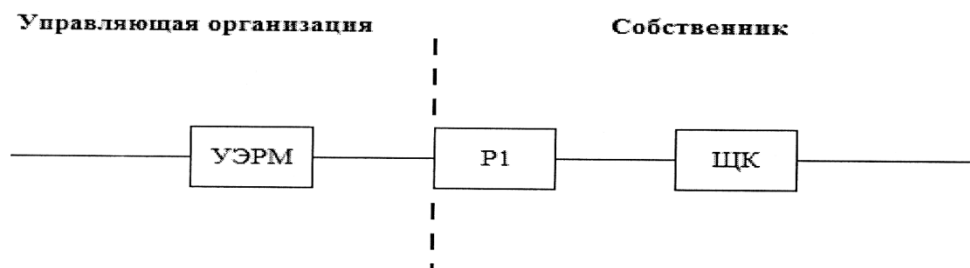 Управляющая организация
Собственник
УЭРМ
Р1
ЩК